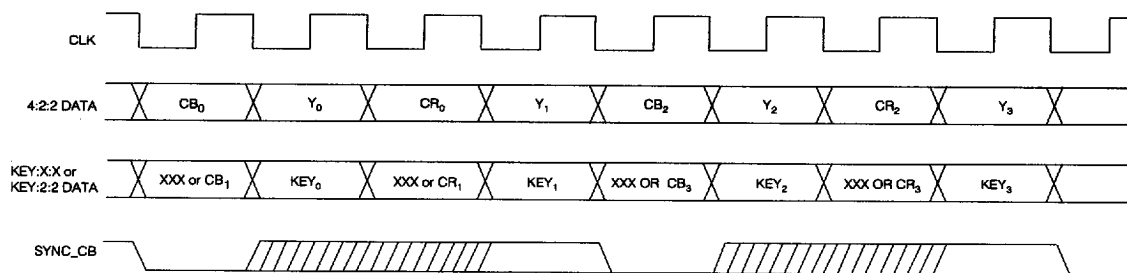 CLK
4:2:2 DATA
CB0 Y0 CR0 Y1 CB2 Y2 CR2 Y3
KEY:X:X or
KEY:2:2 DATA
XXX or CB1 KEY0 XXX or CR1 KEY1 XXX OR CB3 KEY2 XXX OR CR3 KEY3
SYNC_CB